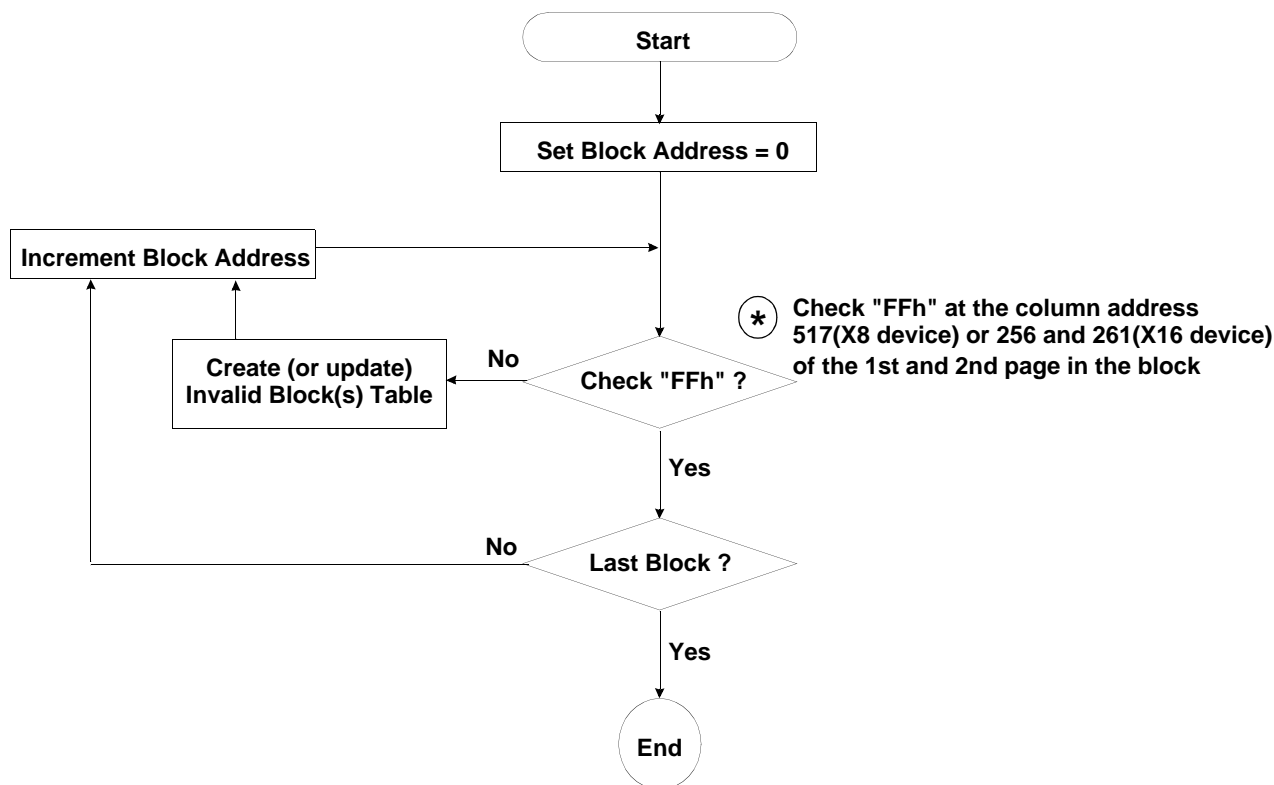 Start
Set Block Address = 0
Increment Block Address
*
Check "FFh" at the column address
517(X8 device) or 256 and 261(X16 device)
of the 1st and 2nd page in the block
No
Create (or update)
Invalid Block(s) Table
Check "FFh" ?
Yes
No
Last Block ?
Yes
End